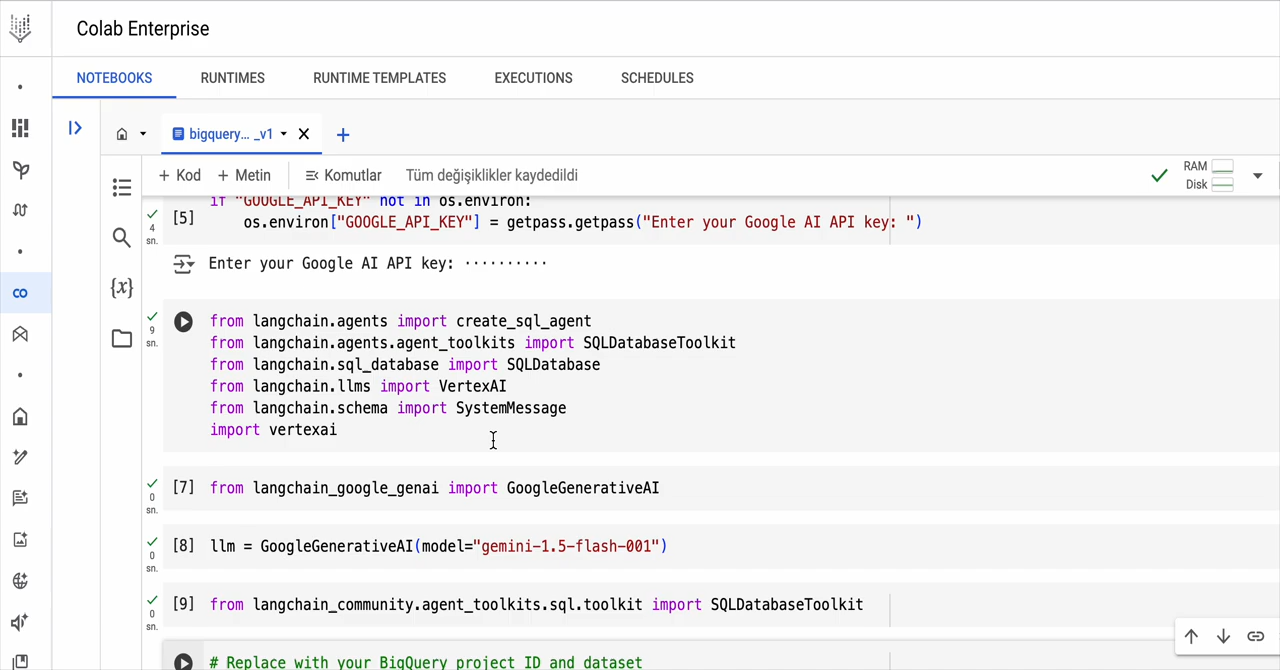 Colab Enterprise
NOTEBOOKS RUNTIMES RUNTIME TEMPLATES EXECUTIONS SCHEDULES
bigquery… _v1
+ Kod + Metin Komutlar Tüm değişiklikler kaydedildi RAM
Disk
if "GOOGLE_API_KEY" not in os.environ:
[5] os.environ["GOOGLE_API_KEY"] = getpass.getpass("Enter your Google AI API key: ")
4
sn.
Enter your Google AI API key: ··········
from langchain.agents import create_sql_agent
9
sn.
from langchain.agents.agent_toolkits import SQLDatabaseToolkit
from langchain.sql_database import SQLDatabase
from langchain.llms import VertexAI
from langchain.schema import SystemMessage
import vertexai
[7] from langchain_google_genai import GoogleGenerativeAI
0
sn.
[8] llm = GoogleGenerativeAI(model="gemini-1.5-flash-001")
0
sn.
[9] from langchain_community.agent_toolkits.sql.toolkit import SQLDatabaseToolkit
0
sn.
# Replace with your BigQuery project ID and dataset